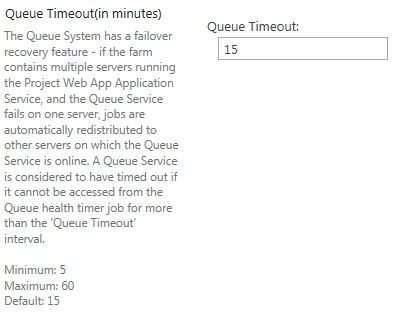 Queue Timeout(in minutes)
The Queue System has a failover
recovery feature - if the farm
contains multiple servers running
the Project Web App Application
Service, and the Queue Service
fails on one server, jobs are
automatically redistributed to
other servers on which the Queue
Service is online. A Queue Service
is considered to have timed out if
it cannot be accessed from the
Queue health timer job for more
than the 'Queue Timeout'
interval.
Minimum: 5
Maximum: 60
Default: 15
Queue Timeout:
15